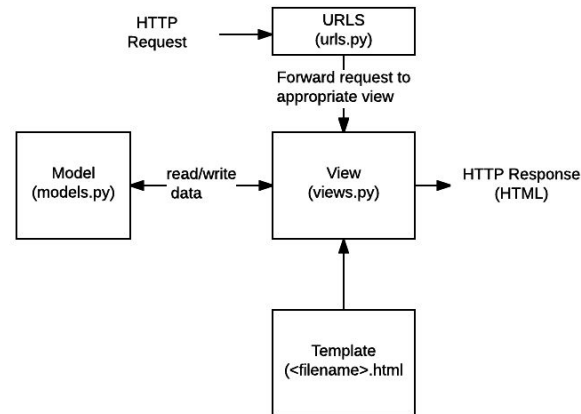 HTTP
Request
URLS
(urls.py)
Forward request to
appropriate view
Model
(models.py)
read/write
data
View
(views.py)
HTTP Response
(HTML)
Template
(<filename>.html